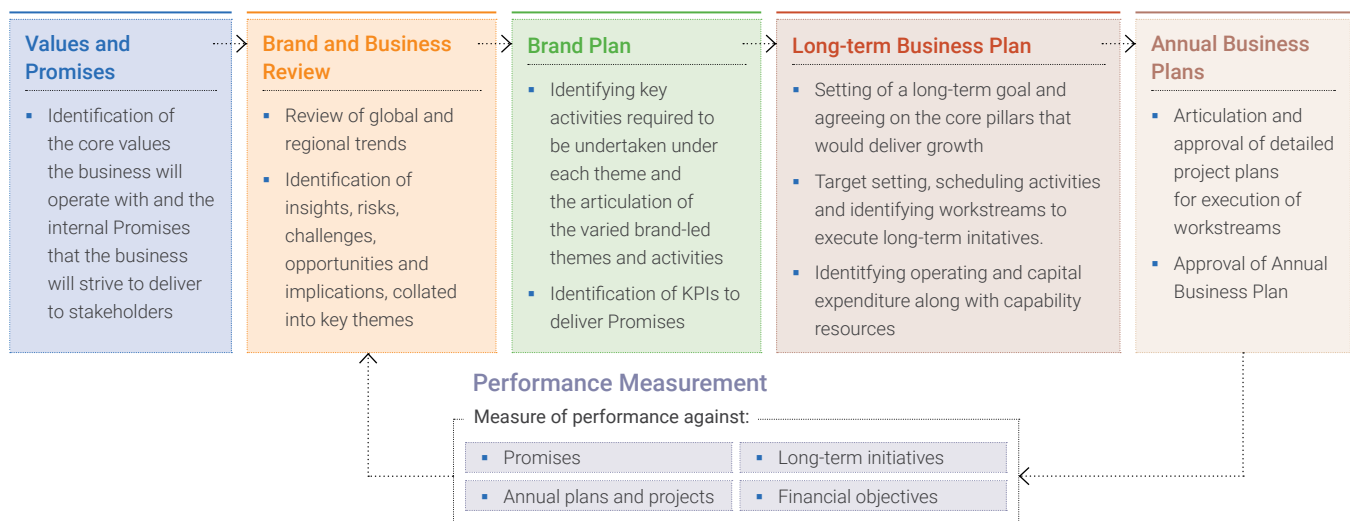 Values and
Promises
Identification of
the core values
the business will
operate with and the
internal Promises
that the business
will strive to deliver
to stakeholders
Brand and Business
Review
Review of global and
regional trends
Identification of
insights, risks,
challenges,
opportunities and
implications, collated
into key themes
Brand Plan
Identifying key
activities required to
be undertaken under
each theme and
the articulation of
the varied brand-led
themes and activities
Identification of KPIs to
deliver Promises
Long-term Business Plan
Setting of a long-term goal and
agreeing on the core pillars that
would deliver growth
Target setting, scheduling activities
and identifying workstreams to
execute long-term initatives.
Identitfying operating and capital
expenditure along with capability
resources
Annual Business
Plans
Articulation and
approval of detailed
project plans
for execution of
workstreams
Approval of Annual
Business Plan
Performance Measurement
Measure of performance against:
Promises
Long-term initiatives
Annual plans and projects
Financial objectives